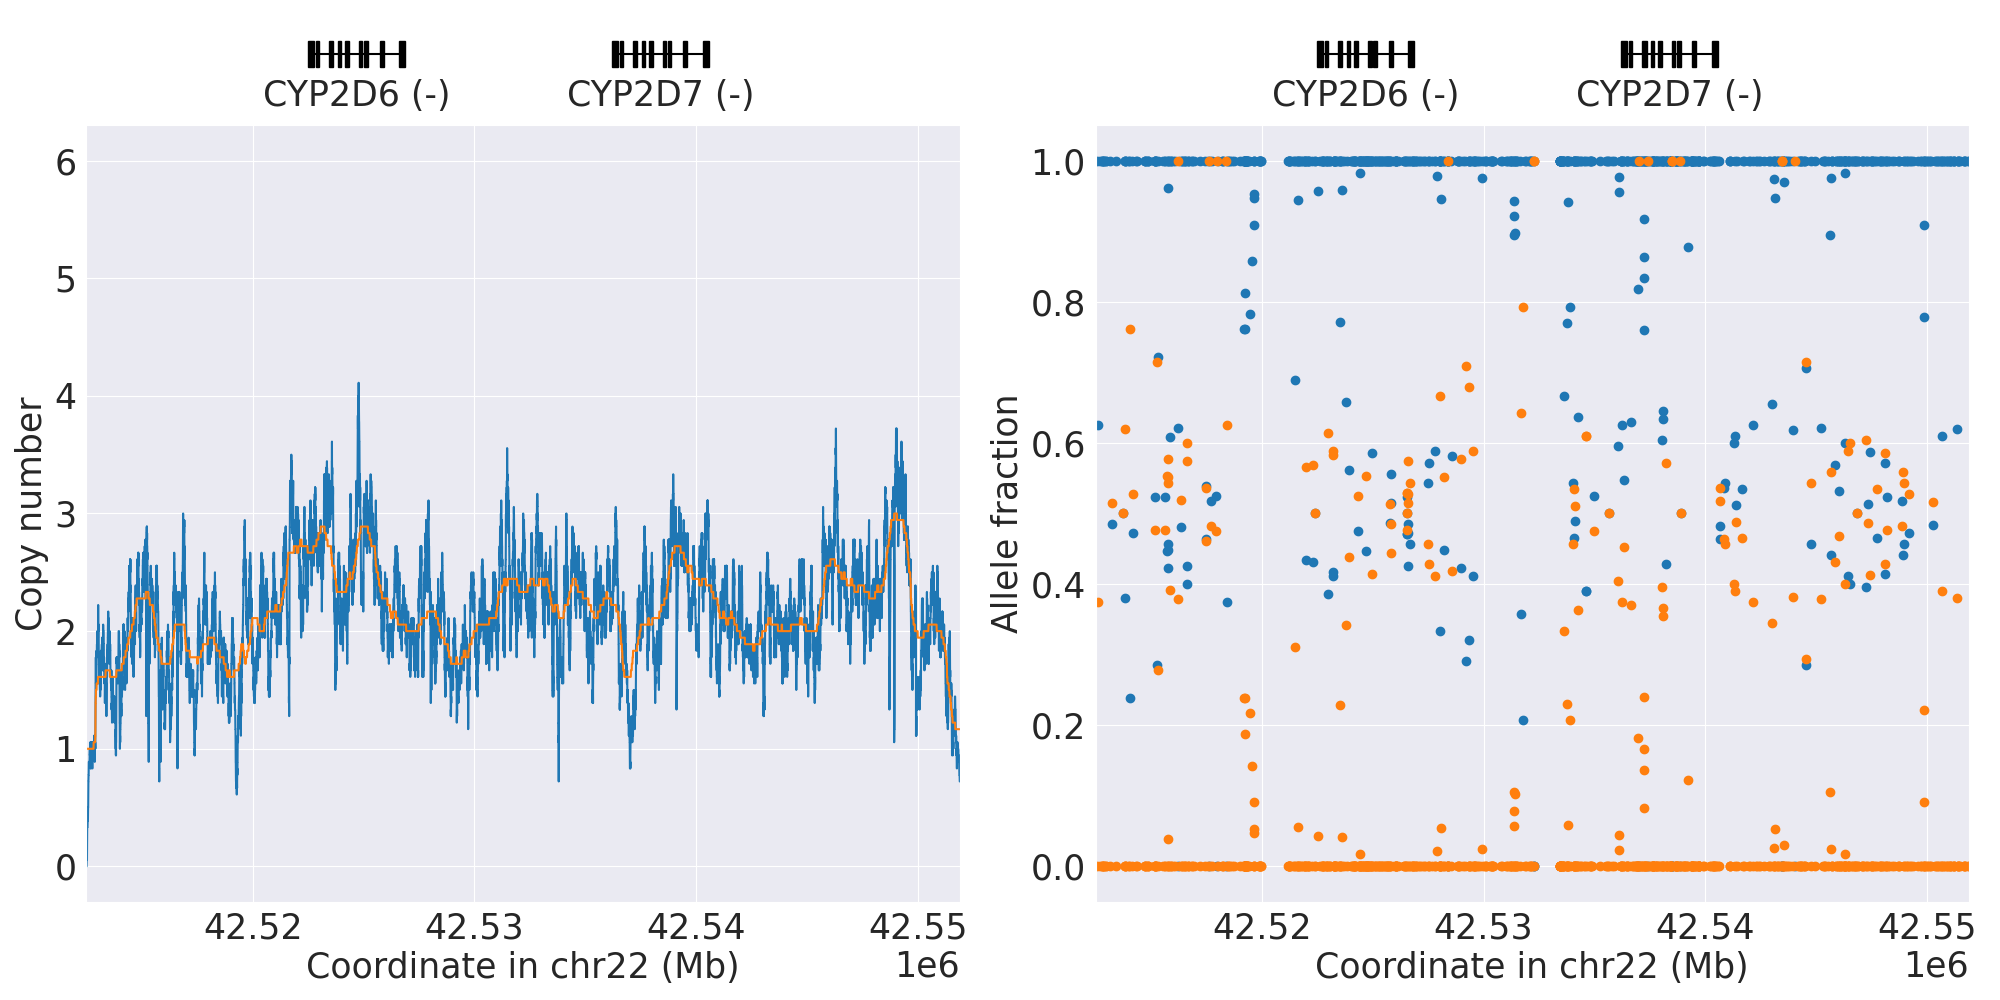 CYP2D6 (-) CYP2D7 (-)
6
5
4
3
2
1
0
Copy number
42.52 42.53 42.54 42.55
Coordinate in chr22 (Mb)
1e6
CYP2D6 (-) CYP2D7 (-)
1.0
0.8
0.6
0.4
0.2
0.0
Allele fraction
42.52 42.53 42.54 42.55
Coordinate in chr22 (Mb)
1e6